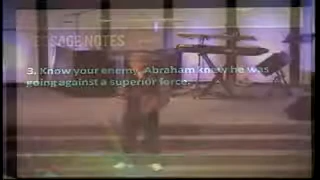 MESSAGE NOTES
3. Know your enemy. Abraham knew he was
going against a superior force.